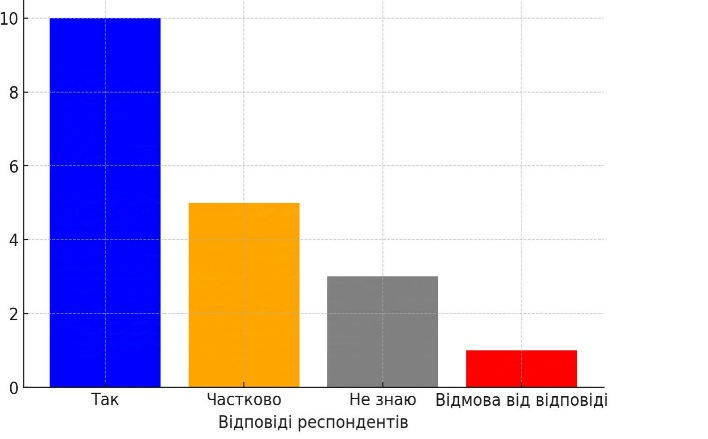 10
8
6
4
2
0
Так
Частково
Не знаю
Відмова від відповіді
Відповіді респондентів